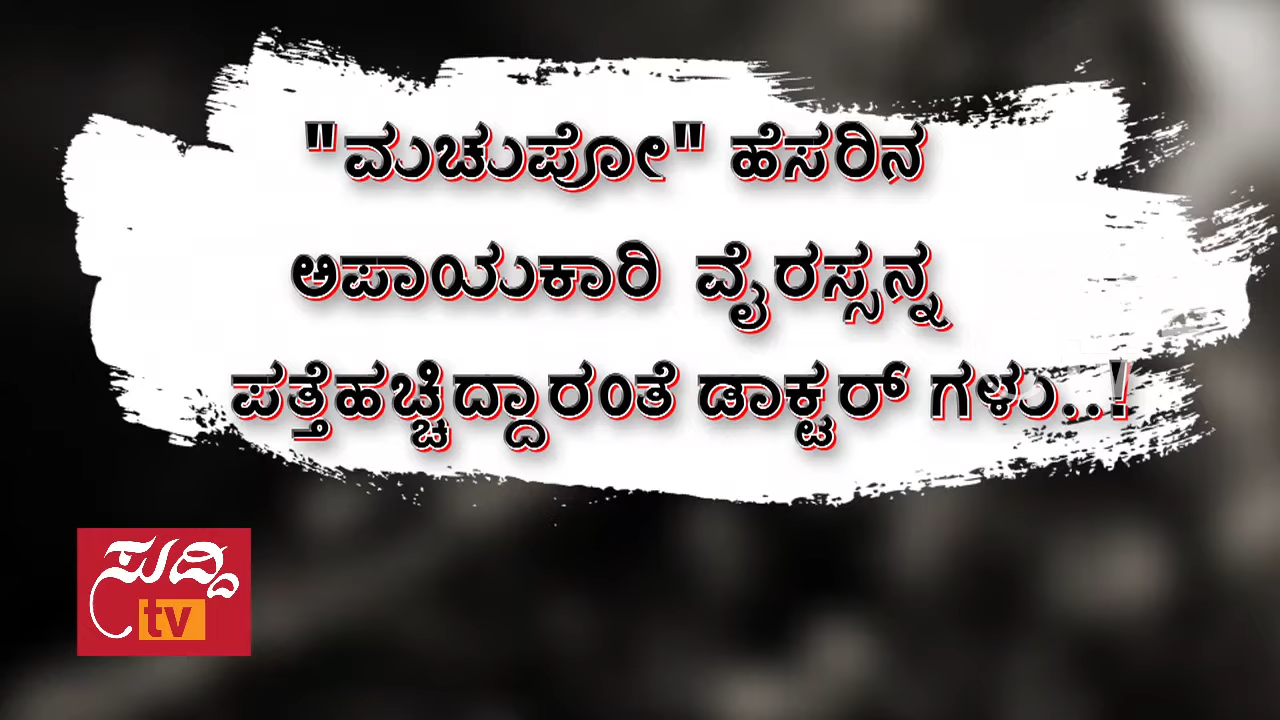 "ಮಚುಪೋ" ಹೆಸರಿನ
ಅಪಾಯಕಾರಿ ವೈರಸ್ಸನ್ನ
ಪತ್ತೆಹಚ್ಚಿದ್ದಾರಂತೆ ಡಾಕ್ಟರ್ ಗಳು..!
ಸುದ್ದಿ
tv